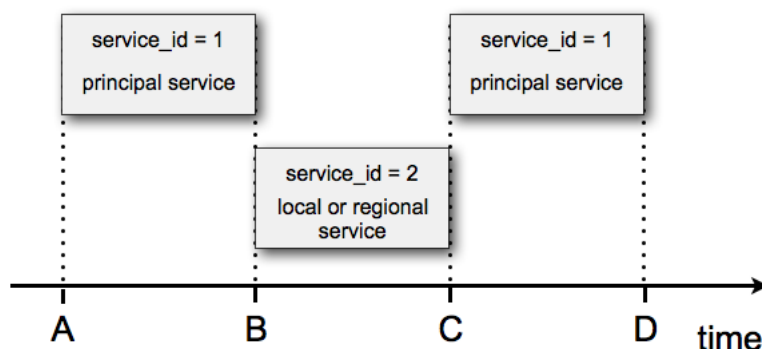 service_id = 1
principal service
service_id = 1
principal service
service_id = 2
local or regional
service
A
B
C
D
time